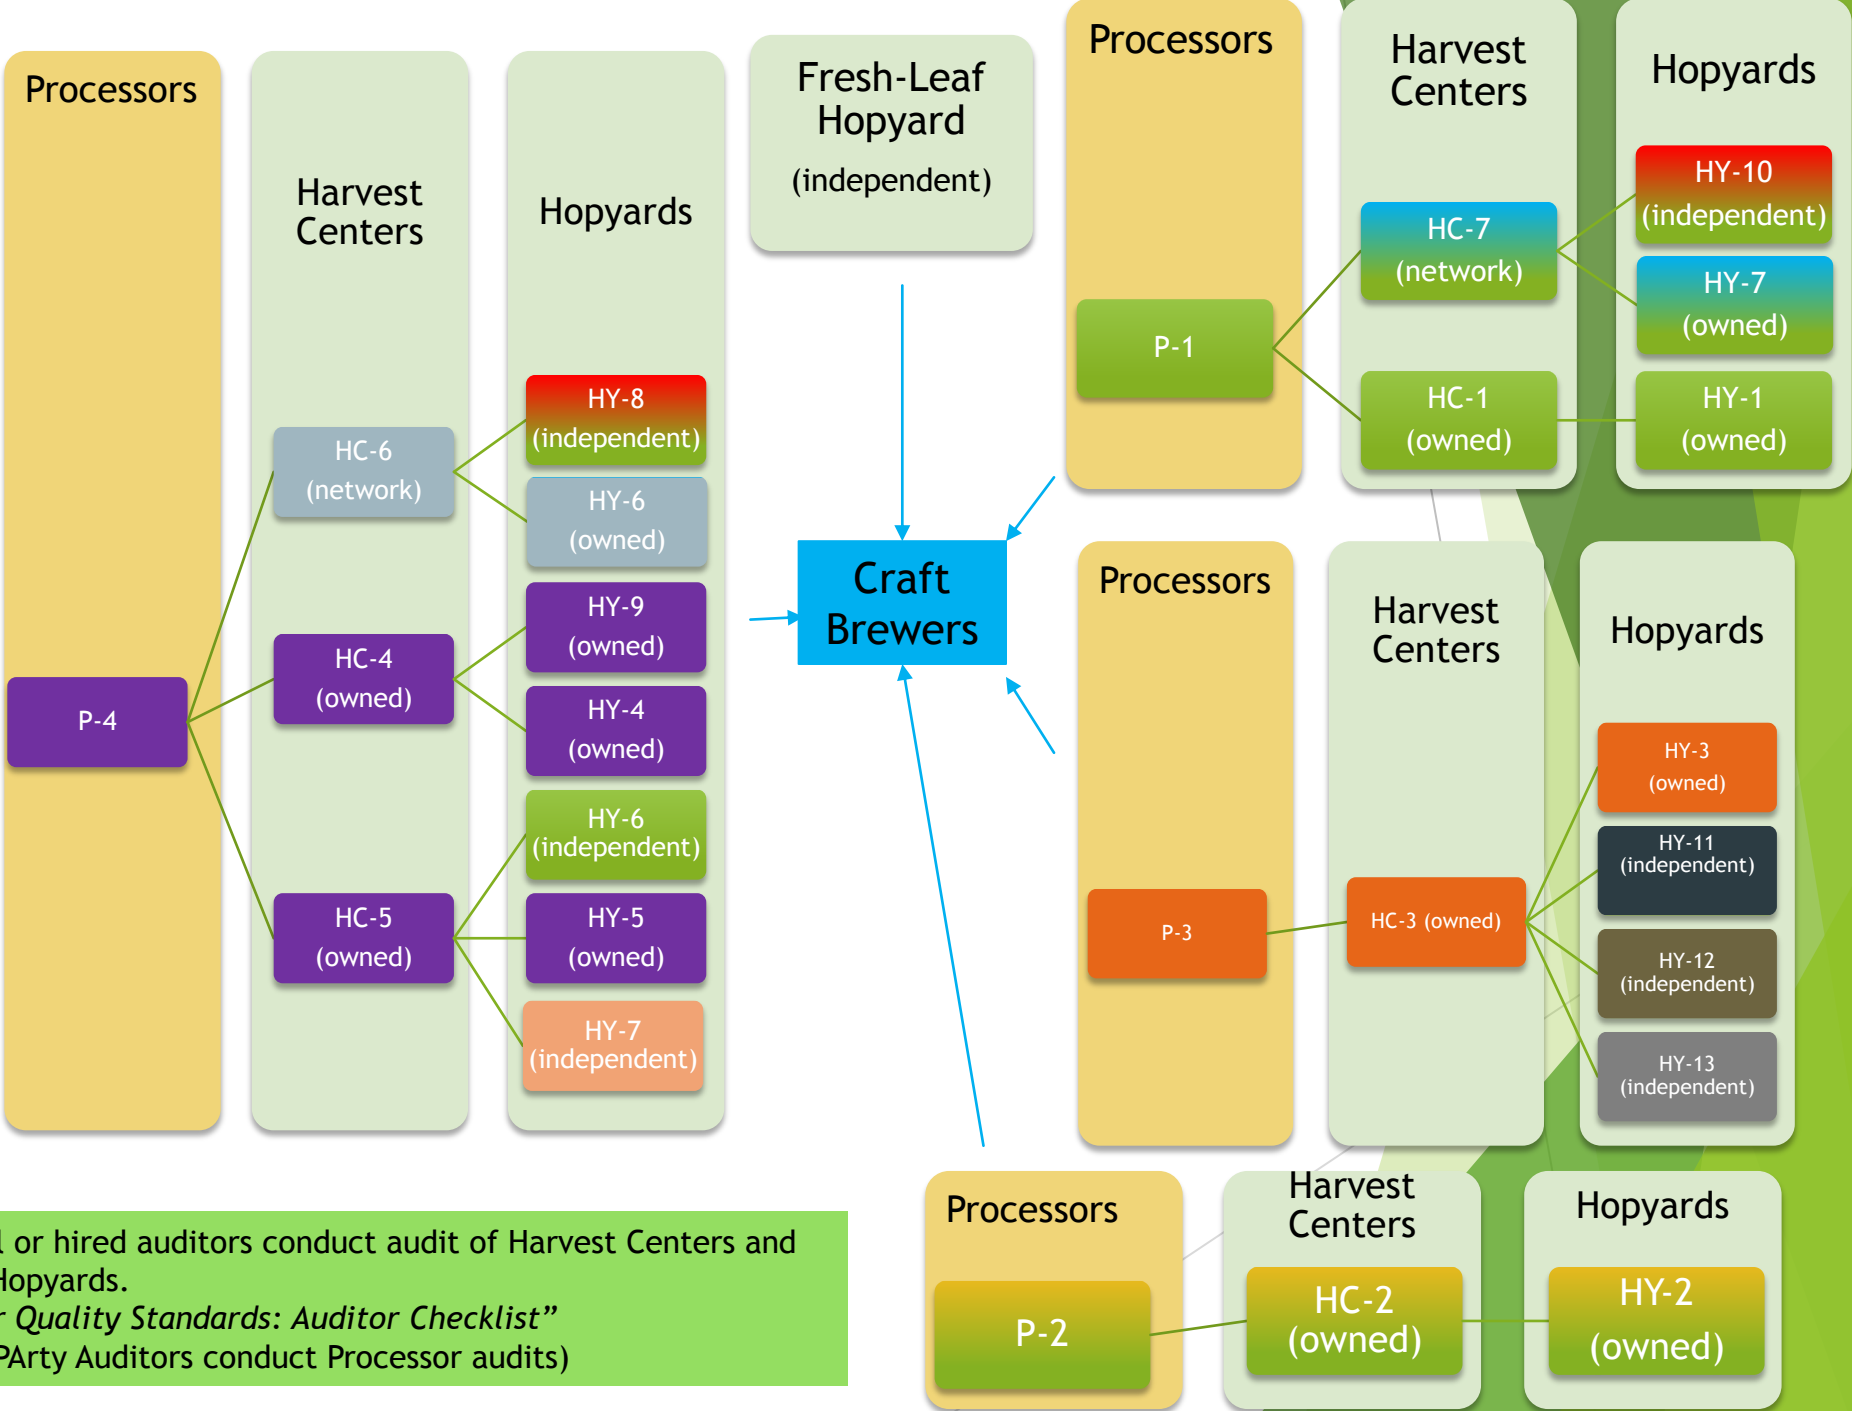 Processors
Harvest
Centers
Hopyards
P-4
HC-6
(network)
HC-4
(owned)
HC-5
(owned)
HY-8
(independent)
HY-6
(owned)
HY-9
(owned)
HY-4
(owned)
HY-6
(independent)
HY-5
(owned)
HY-7
(independent)
Fresh-Leaf
Hopyard
(independent)
Craft
Brewers
Processors
Harvest
Centers
Hopyards
P-1
HC-7
(network)
HC-1
(owned)
HY-10
(independent)
HY-7
(owned)
HY-1
(owned)
Processors
Harvest
Centers
Hopyards
P-3
HC-3 (owned)
HY-3
(owned)
HY-11
(independent)
HY-12
(independent)
HY-13
(independent)
Processors
Harvest
Centers
Hopyards
P-2
HC-2
(owned)
HY-2
(owned)
or hired auditors conduct audit of Harvest Centers and
Hopyards.
Quality Standards: Auditor Checklist”
PArty Auditors conduct Processor audits)